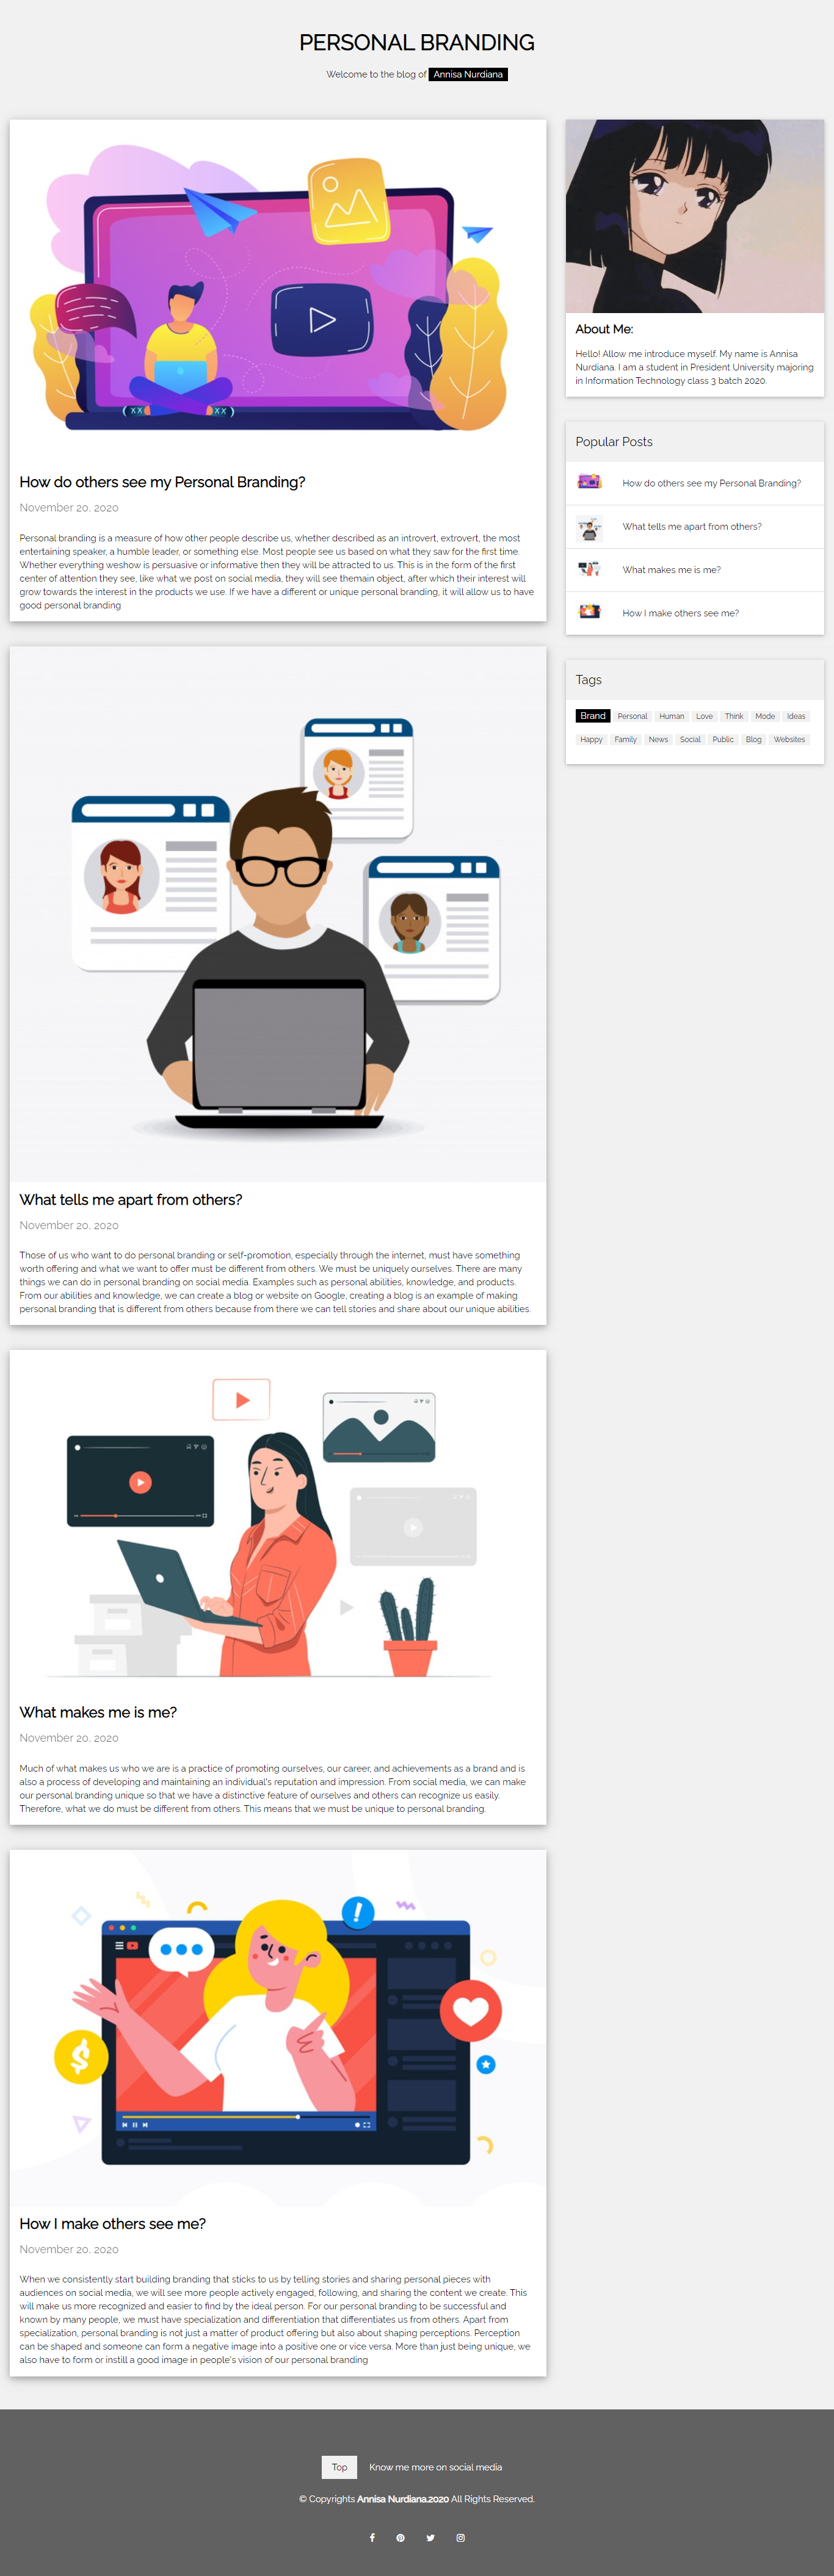 PERSONAL BRANDING
Welcome to the blog of Annisa Nurdiana
(XX
XX)
How do others see my Personal Branding?
November 20, 2020
Personal branding is a measure of how other people describe us, whether described as an introvert, extrovert, the most
entertaining speaker, a humble leader, or something else. Most people see us based on what they saw for the first time.
Whether everything weshow is persuasive or informative then they will be attracted to us. This is in the form of the first
center of attention they see, like what we post on social media, they will see themain object, after which their interest will
grow towards the interest in the products we use. If we have a different or unique personal branding, it will allow us to have
good personal branding
What tells me apart from others?
November 20, 2020
Those of us who want to do personal branding or self-promotion, especially through the internet, must have something
worth offering and what we want to offer must be different from others. We must be uniquely ourselves. There are many
things we can do in personal branding on social media. Examples such as personal abilities, knowledge, and products.
From our abilities and knowledge, we can create a blog or website on Google, creating a blog is an example of making
personal branding that is different from others because from there we can tell stories and share about our unique abilities.
What makes me is me?
November 20, 2020
Much of what makes us who we are is a practice of promoting ourselves, our career, and achievements as a brand and is
also a process of developing and maintaining an individual's reputation and impression. From social media, we can make
our personal branding unique so that we have a distinctive feature of ourselves and others can recognize us easily.
Therefore, what we do must be different from others. This means that we must be unique to personal branding.
How I make others see me?
November 20, 2020
When we consistently start building branding that sticks to us by telling stories and sharing personal pieces with
audiences on social media, we will see more people actively engaged, following, and sharing the content we create. This
will make us more recognized and easier to find by the ideal person. For our personal branding to be successful and
known by many people, we must have specialization and differentiation that differentiates us from others. Apart from
specialization, personal branding is not just a matter of product offering but also about shaping perceptions. Perception
can be shaped and someone can form a negative image into a positive one or vice versa. More than just being unique, we
also have to form or instill a good image in people's vision of our personal branding
About Me:
Hello! Allow me introduce myself. My name is Annisa
Nurdiana. I am a student in President University majoring
in Information Technology class 3 batch 2020.
Popular Posts
How do others see my Personal Branding?
What tells me apart from others?
What makes me is me?
How I make others see me?
Tags
Brand Personal Human Love Think Mode Ideas
Happy Family News Social Public Blog Websites
Top Know me more on social media
© Copyrights Annisa Nurdiana.2020 All Rights Reserved.